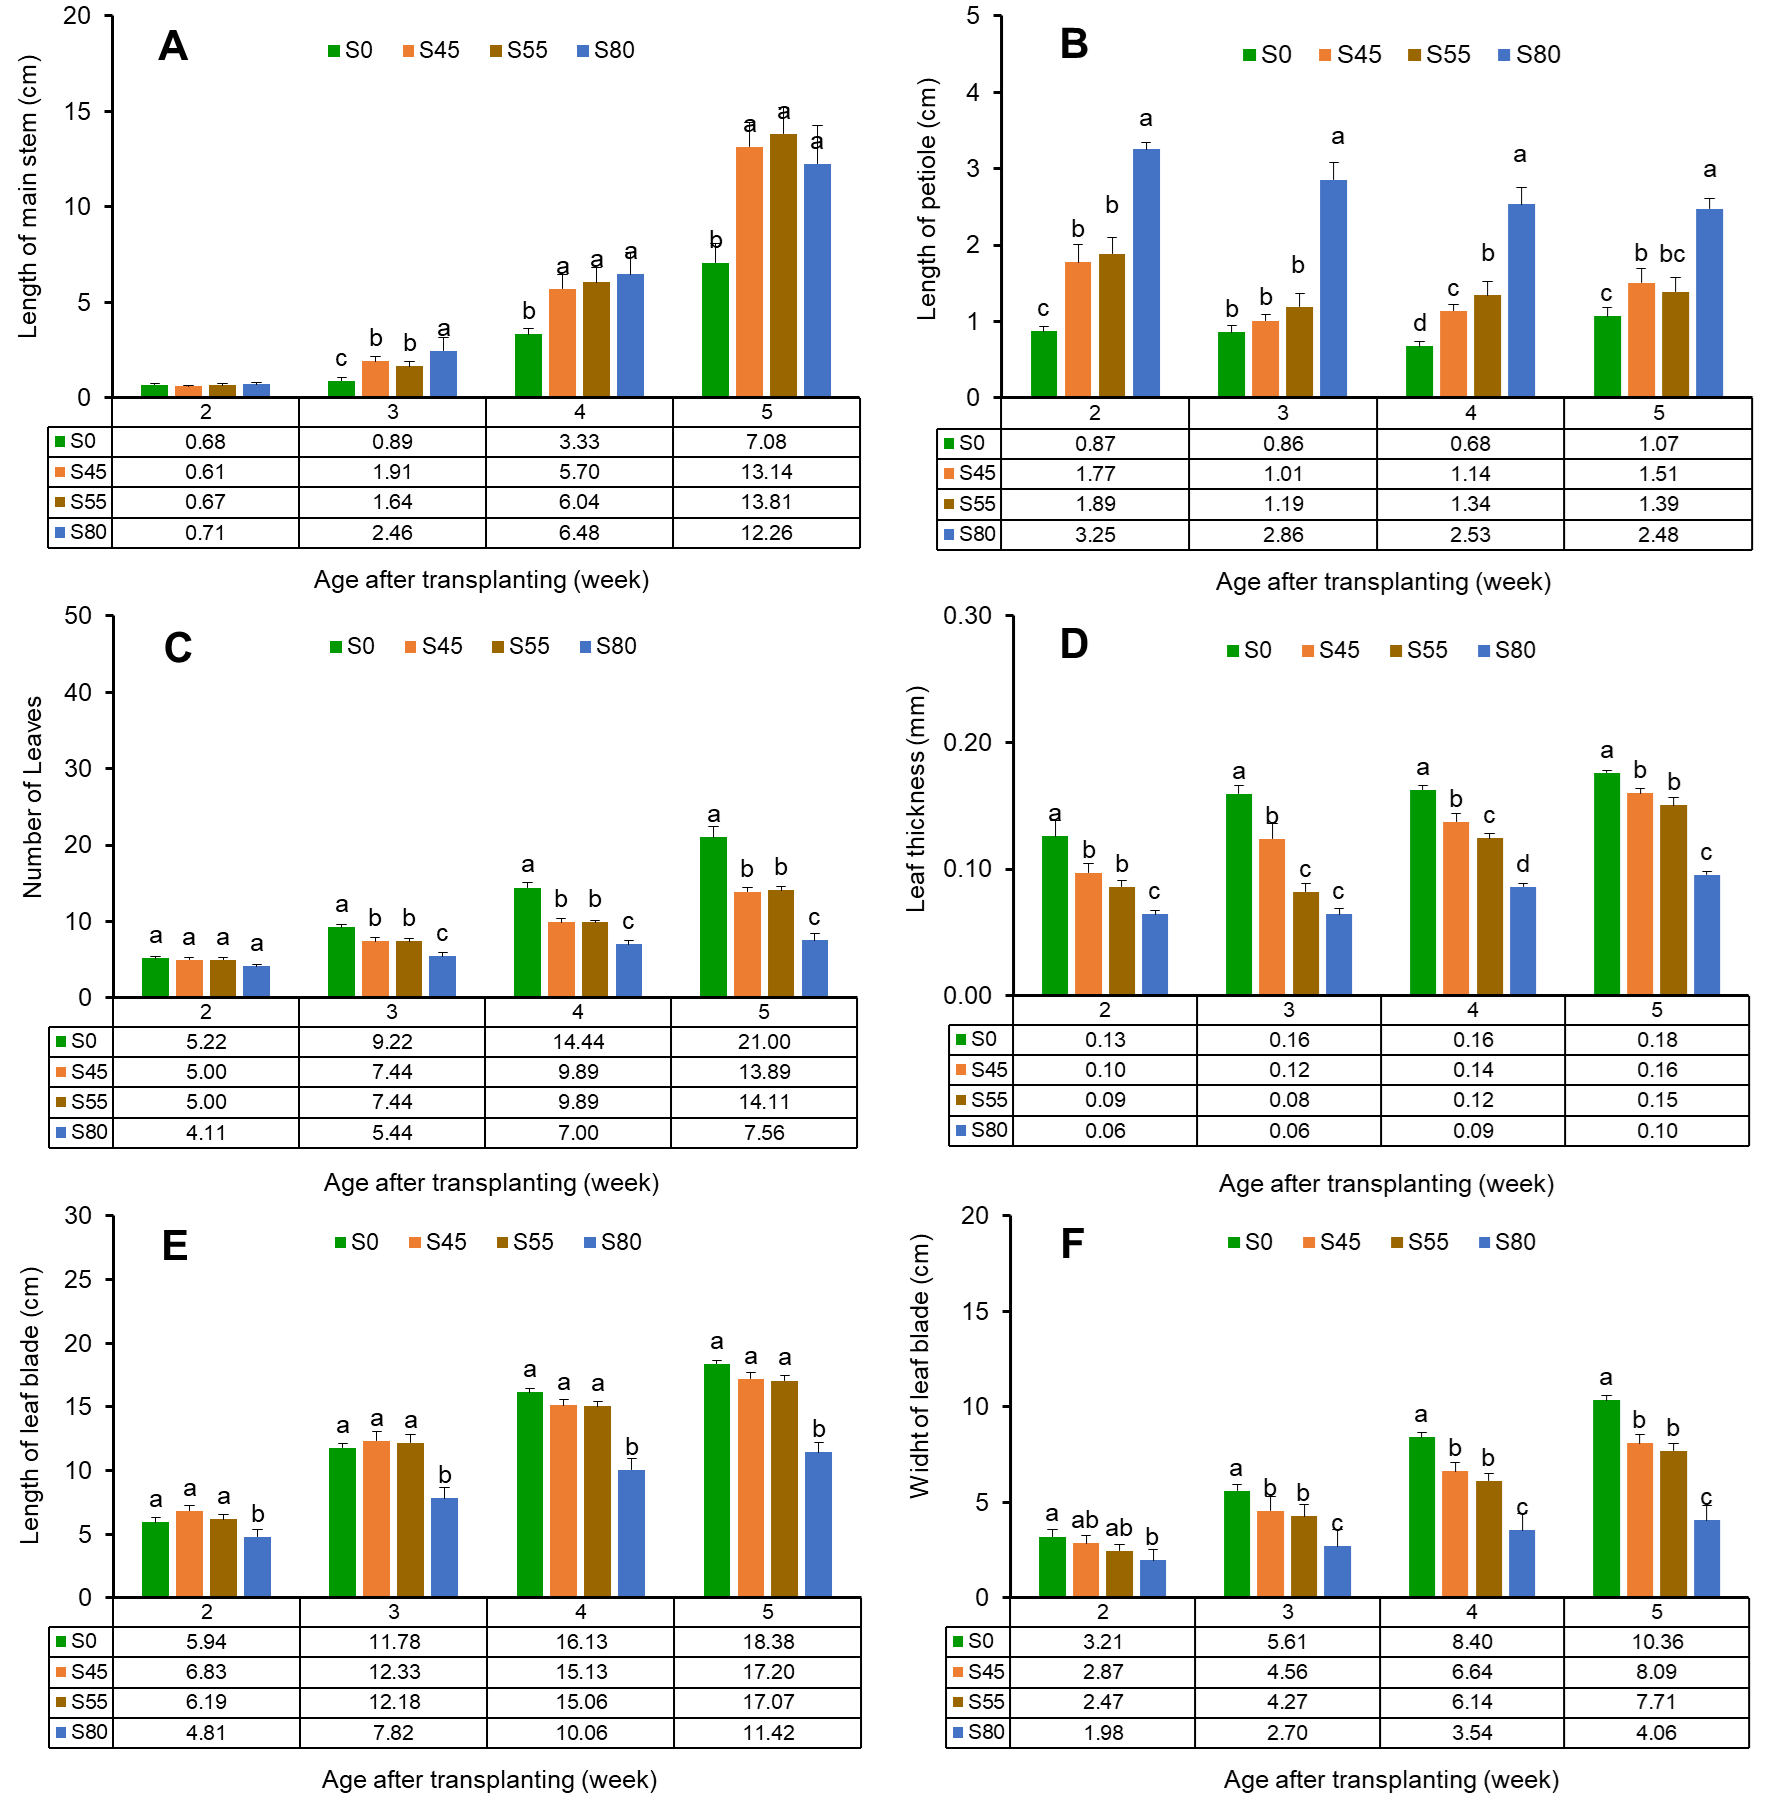 A
S0 S45 S55 S80
20
15
10
5
0
Length of main stem (cm)
b
c b b a
b a a a
b a a a
2 3 4 5
S0 0.68 0.89 3.33 7.08
S45 0.61 1.91 5.70 13.14
S55 0.67 1.64 6.04 13.81
S80 0.71 2.46 6.48 12.26
Age after transplanting (week)
B
S0 S45 S55 S80
5
4
3
2
1
0
Length of petiole (cm)
c b b a
b b b a
d c b a
c b bc a
2 3 4 5
S0 0.87 0.86 0.68 1.07
S45 1.77 1.01 1.14 1.51
S55 1.89 1.19 1.34 1.39
S80 3.25 2.86 2.53 2.48
Age after transplanting (week)
C
S0 S45 S55 S80
50
40
30
20
10
0
Number of Leaves
a a a a
a b b c
a b b c
a b b c
2 3 4 5
S0 5.22 9.22 14.44 21.00
S45 5.00 7.44 9.89 13.89
S55 5.00 7.44 9.89 14.11
S80 4.11 5.44 7.00 7.56
Age after transplanting (week)
D
S0 S45 S55 S80
0.30
0.20
0.10
0.00
Leaf thickness (mm)
a b b c
a b c c
a b c d
a b b c
2 3 4 5
S0 0.13 0.16 0.16 0.18
S45 0.10 0.12 0.14 0.16
S55 0.09 0.08 0.12 0.15
S80 0.06 0.06 0.09 0.10
Age after transplanting (week)
E
S0 S45 S55 S80
30
25
20
15
10
5
0
Length of leaf blade (cm)
a a a b
a a a b
a a a b
a a a b
2 3 4 5
S0 5.94 11.78 16.13 18.38
S45 6.83 12.33 15.13 17.20
S55 6.19 12.18 15.06 17.07
S80 4.81 7.82 10.06 11.42
Age after transplanting (week)
F
S0 S45 S55 S80
20
15
10
5
0
Widht of leaf blade (cm)
a ab ab b
a b b c
a b b c
a b b c
2 3 4 5
S0 3.21 5.61 8.40 10.36
S45 2.87 4.56 6.64 8.09
S55 2.47 4.27 6.14 7.71
S80 1.98 2.70 3.54 4.06
Age after transplanting (week)